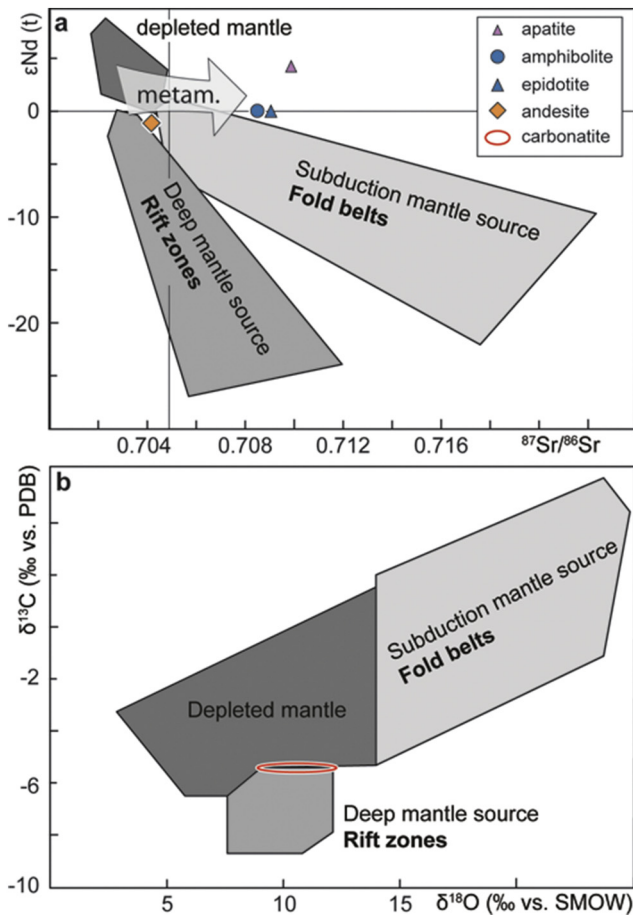 a
depleted mantle
εNd (t)
metam.
apatite
amphibolite
epidotite
andesite
carbonatite
0
-10
-20
Subduction mantle source
Fold belts
Deep mantle source
Rift zones
0.704
0.708
0.712
0.716
⁸⁷Sr/⁸⁶Sr
b
δ¹³C (‰ vs. PDB)
Subduction mantle source
Fold belts
Depleted mantle
-2
-6
-10
Deep mantle source
Rift zones
5
10
15
δ¹⁸O (‰ vs. SMOW)